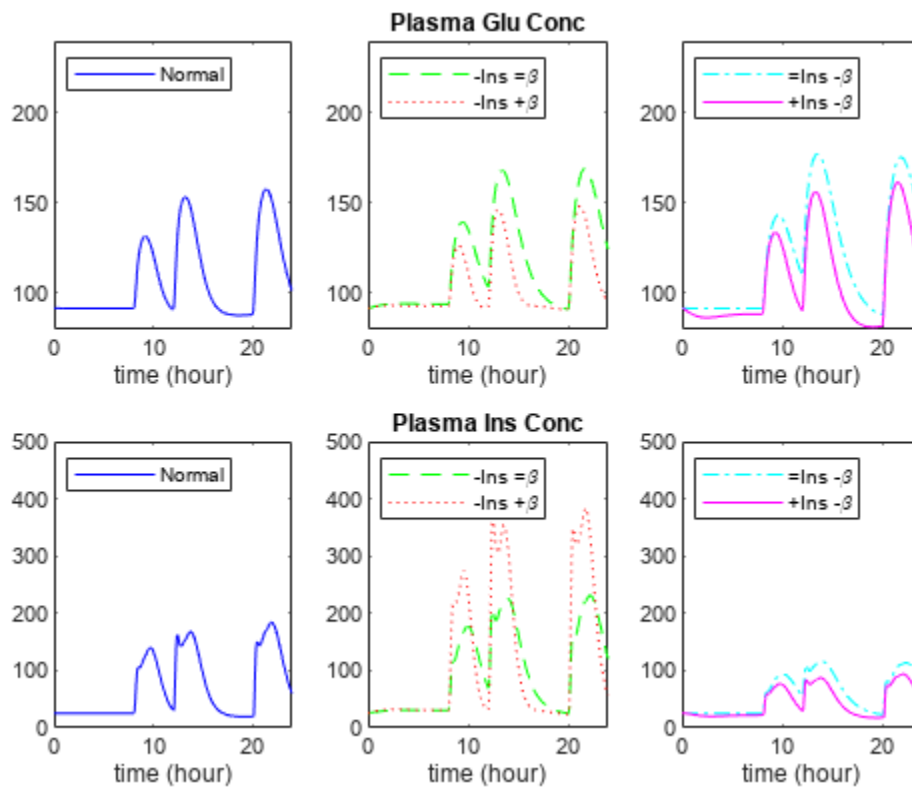 Plasma Glu Conc
Normal
-Ins =β
-Ins +β
=Ins -β
+Ins -β
200
150
100
0
10
20
time (hour)
200
150
100
0
10
20
time (hour)
200
150
100
0
10
20
time (hour)
Plasma Ins Conc
Normal
-Ins =β
-Ins +β
=Ins -β
+Ins -β
500
400
300
200
100
0
0
10
20
time (hour)
500
400
300
200
100
0
0
10
20
time (hour)
500
400
300
200
100
0
0
10
20
time (hour)